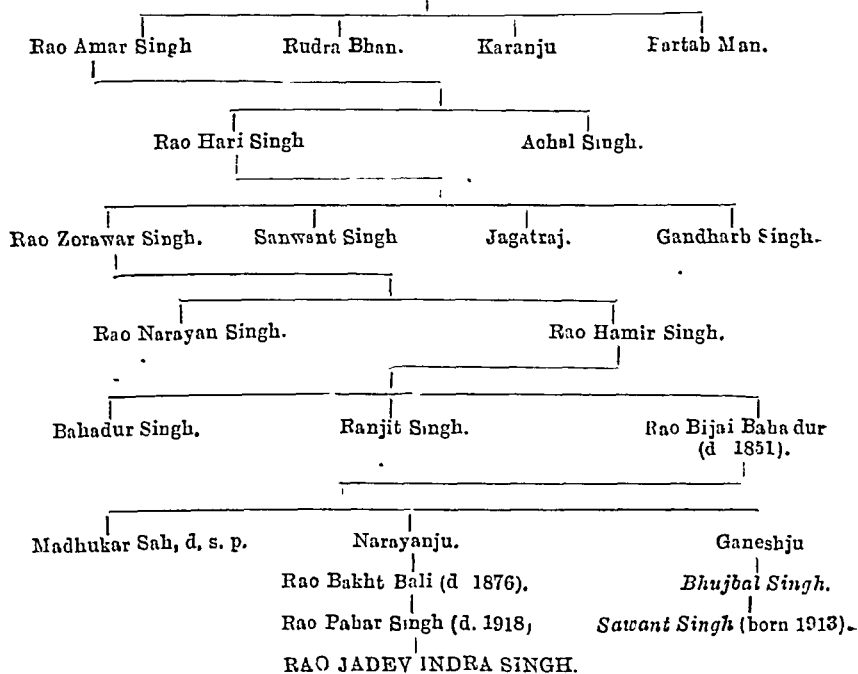 Rao Amar Singh Rudra Bhan. Karanju Partab Man.
Rao Hari Singh Achal Singh.
Rao Zorawar Singh. Sanwant Singh Jagatraj. Gandharb Singh.
Rao Narayan Singh. Rao Hamir Singh.
Bahadur Singh. Ranjit Singh. Rao Bijai Bahadur
(d 1851).
Madhukar Sah, d, s. p. Narayanju. Ganeshju
Rao Bakht Bali (d 1876). Bhujbal Singh.
Rao Pahar Singh (d. 1918) Sawant Singh (born 1913).
RAO JADEV INDRA SINGH.